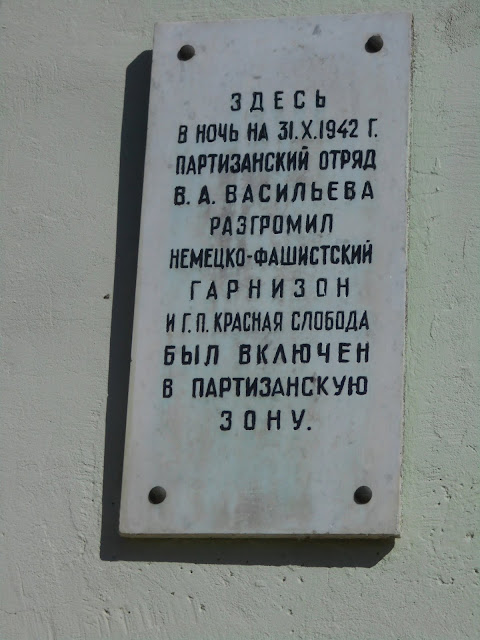 ЗДЕСЬ
В НОЧЬ НА 31.X.1942 Г.
ПАРТИЗАНСКИЙ ОТРЯД
В. А. ВАСИЛЬЕВА
РАЗГРОМИЛ
НЕМЕЦКО-ФАШИСТСКИЙ
ГАРНИЗОН
И Г.П. КРАСНАЯ СЛОБОДА
БЫЛ ВКЛЮЧЕН
В ПАРТИЗАНСКУЮ
ЗОНУ.